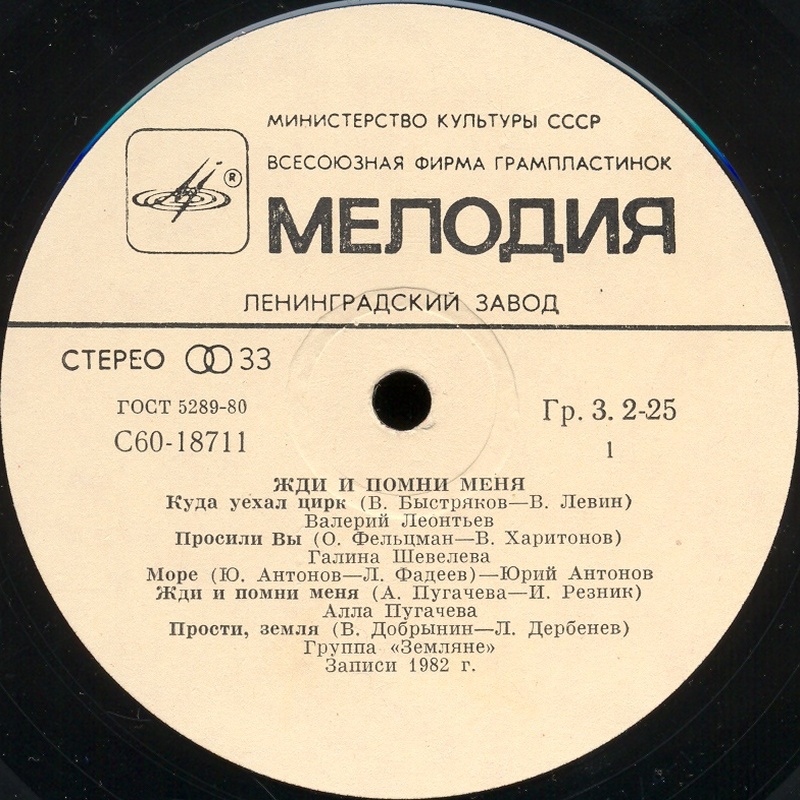 МИНИСТЕРСТВО КУЛЬТУРЫ СССР
ВСЕСОЮЗНАЯ ФИРМА ГРАМПЛАСТИНОК
®
МЕЛОДИЯ
ЛЕНИНГРАДСКИЙ ЗАВОД
СТЕРЕО 33
ГОСТ 5289-80
Гр. 3. 2-25
С60-18711
1
ЖДИ И ПОМНИ МЕНЯ
Куда уехал цирк (В. Быстряков—В. Левин)
Валерий Леонтьев
Просили Вы (О. Фельцман—В. Харитонов)
Галина Шевелева
Море (Ю. Антонов—Л. Фадеев)—Юрий Антонов
Жди и помни меня (А. Пугачева—И. Резник)
Алла Пугачева
Прости, земля (В. Добрынин—Л. Дербенев)
Группа «Земляне»
Записи 1982 г.